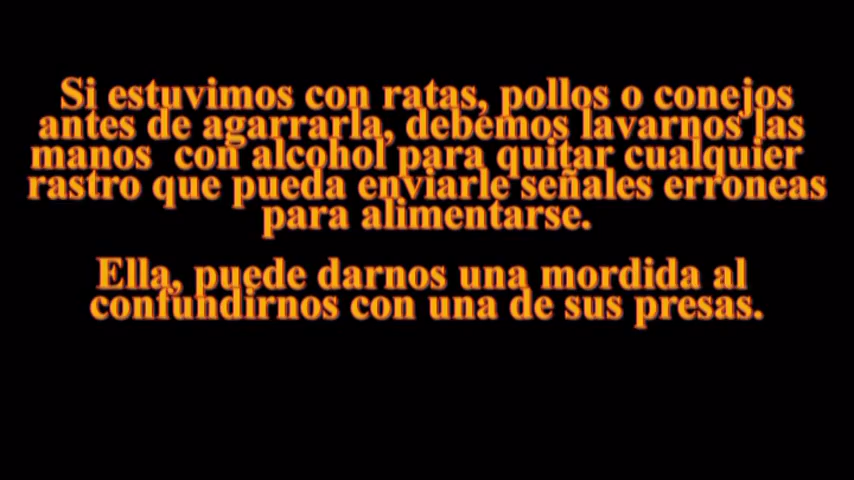 Si estuvimos con ratas, pollos o conejos
antes de agarrarla, debemos lavarnos las
manos con alcohol para quitar cualquier
rastro que pueda enviarle señales erroneas
para alimentarse.
Ella, puede darnos una mordida al
confundirnos con una de sus presas.